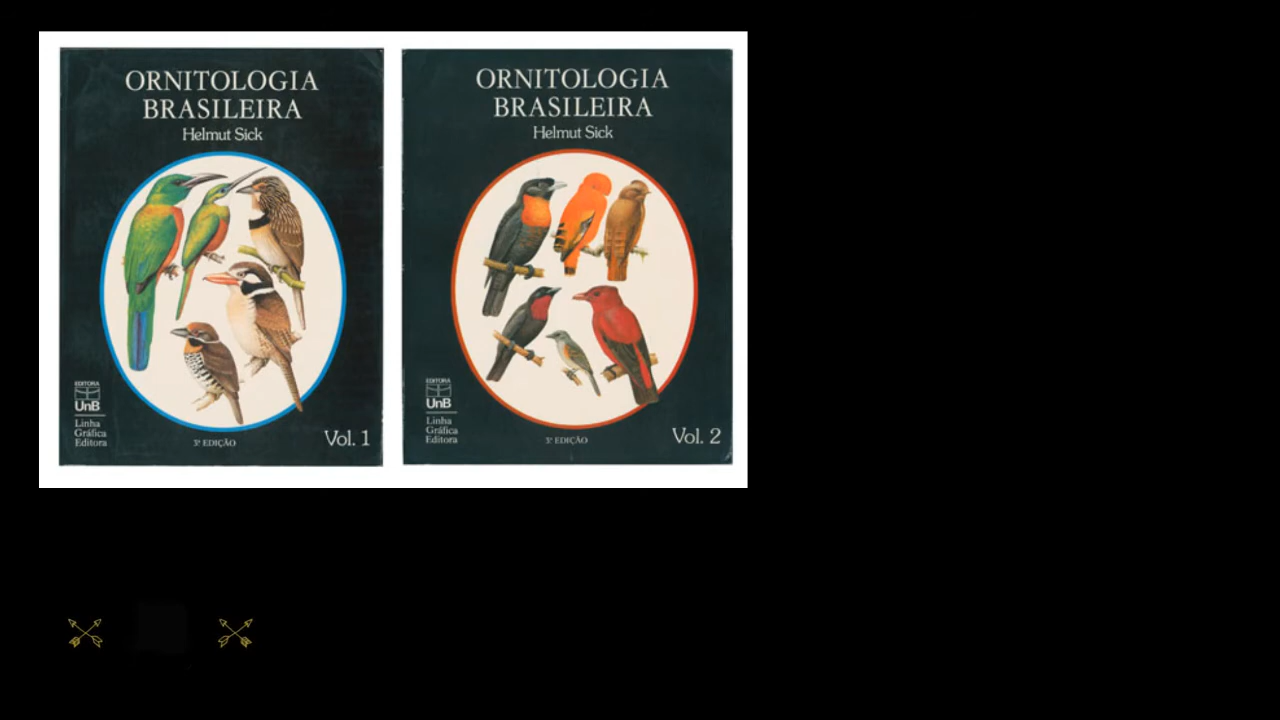 ORNITOLOGIA
BRASILEIRA
Helmut Sick
EDITORA
UnB
Linha
Gráfica
Editora
3ª EDIÇÃO
Vol. 1
ORNITOLOGIA
BRASILEIRA
Helmut Sick
EDITORA
UnB
Linha
Gráfica
Editora
3ª EDIÇÃO
Vol. 2